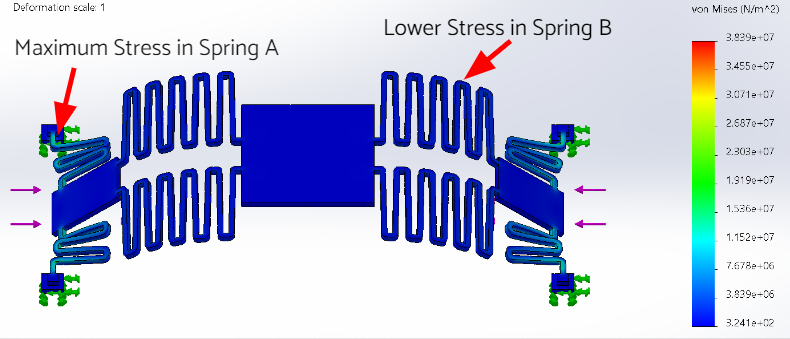 Deformation scale: 1
von Mises (N/m^2)
Maximum Stress in Spring A
Lower Stress in Spring B
3.839e+07
3.455e+07
3.071e+07
2.687e+07
2.303e+07
1.919e+07
1.536e+07
1.152e+07
7.678e+06
3.839e+06
3.241e+02